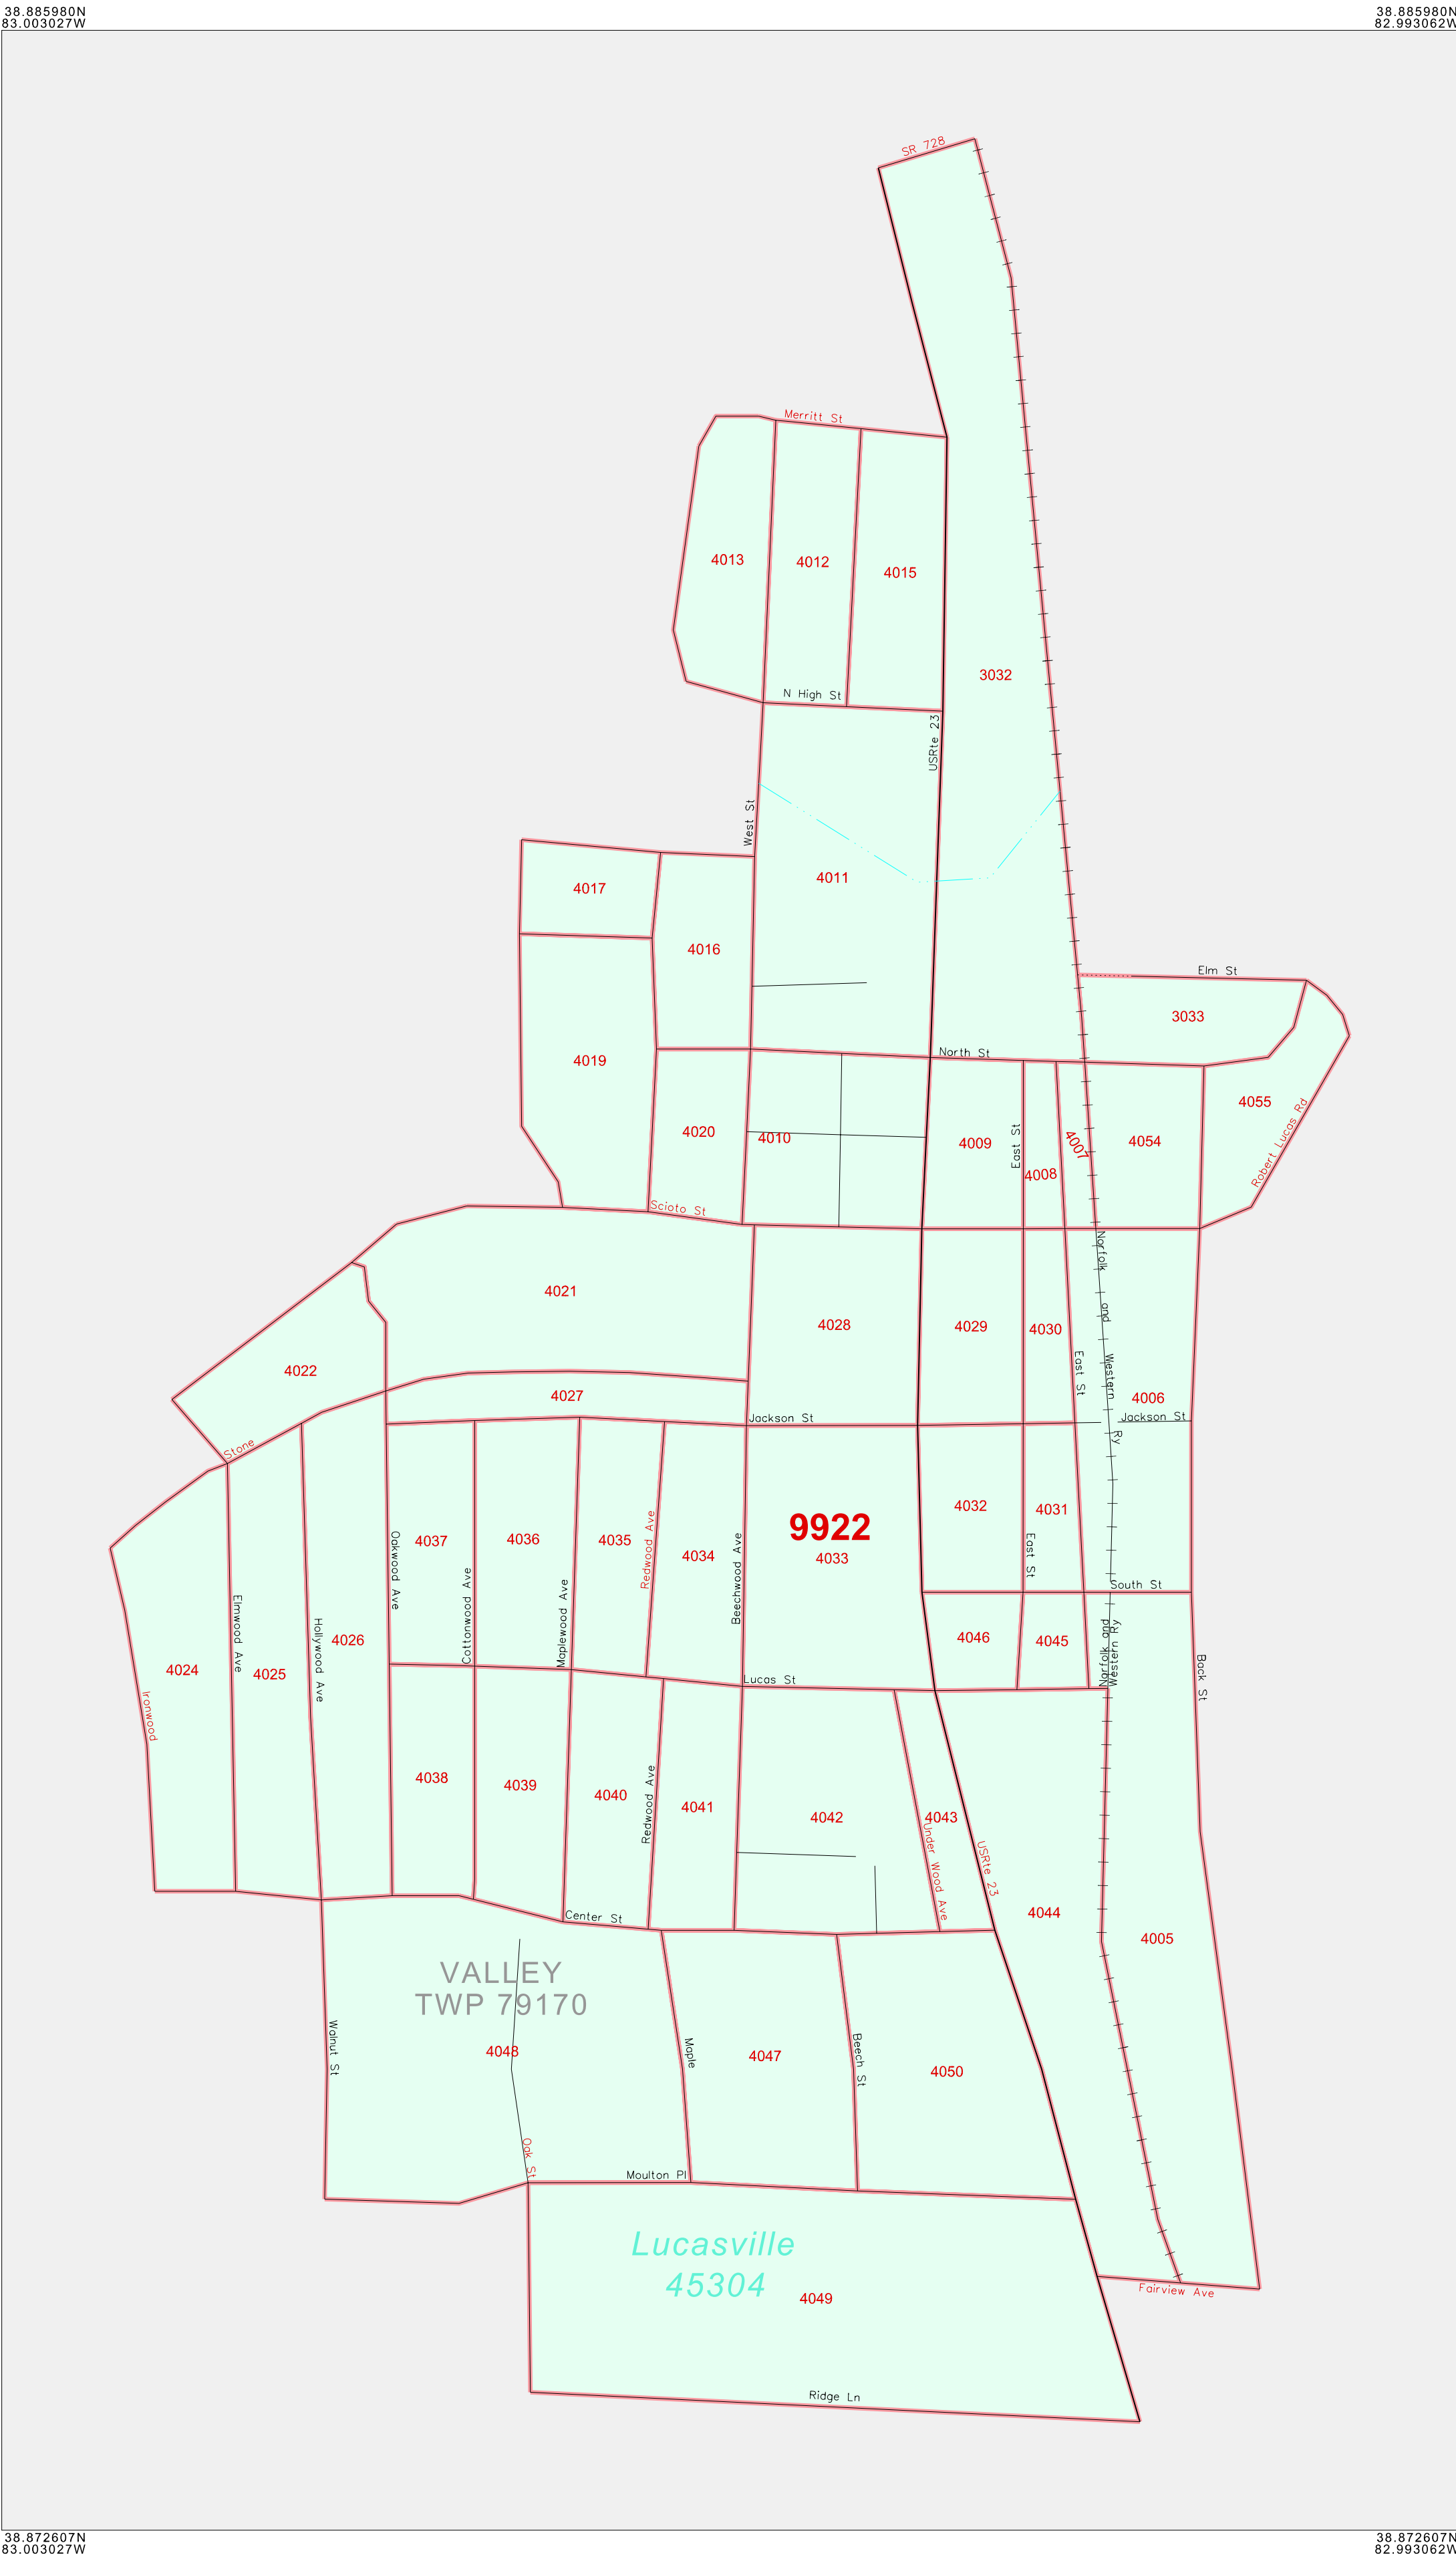 38.885980N
83.003027W
38.885980N
82.993062W
SR 728
Merritt St
4013
4012
4015
3032
N High St
USRte 23
West St
4017
4011
4016
Elm St
3033
4019
North St
4055
Robert Lucas Rd
4020
4010
4009
East St
4008
4007
4054
Scioto St
Norfolk and Western Ry
4021
4028
4029
4030
4022
East St
4006
4027
Jackson St
Jackson St
Stone
4037
4036
4035
Redwood Ave
4034
9922
4033
4032
4031
Oakwood Ave
Cottonwood Ave
Maplewood Ave
Beechwood Ave
East St
South St
Elmwood Ave
Hollywood Ave
4026
4046
4045
Norfolk and
Western Ry
4024
4025
Ironwood
Lucas St
Back St
4038
4039
4040
Redwood Ave
4041
4042
4043
Under Wood Ave
USRte 23
4044
4005
Center St
VALLEY
TWP 79170
Walnut St
4048
Maple
4047
Beech St
4050
Oak St
Moulton Pl
Lucasville
45304
4049
Fairview Ave
Ridge Ln
38.872607N
83.003027W
38.872607N
82.993062W